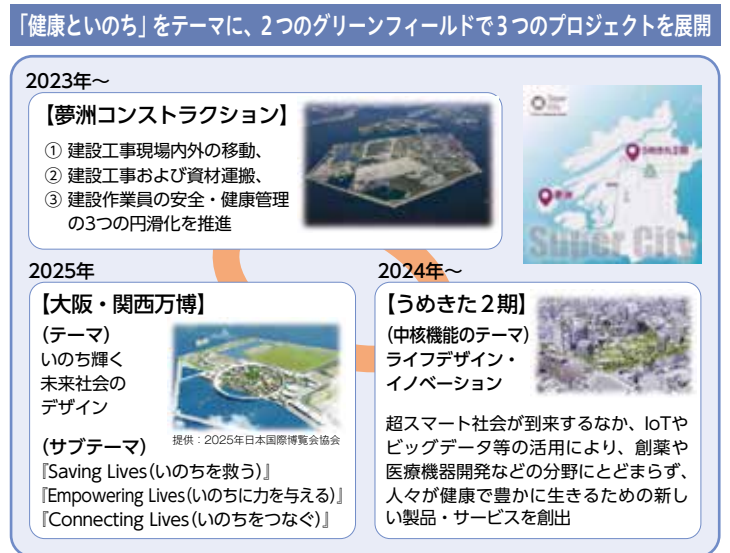 「健康といのち」をテーマに、2つのグリーンフィールドで3つのプロジェクトを展開
2023年～
【夢洲コンストラクション】
① 建設工事現場内外の移動、
② 建設工事および資材運搬、
③ 建設作業員の安全・健康管理
の3つの円滑化を推進
うめきた2期
夢洲
Super City
2025年
【大阪・関西万博】
(テーマ)
いのち輝く
未来社会の
デザイン
提供：2025年日本国際博覧会協会
(サブテーマ)
『Saving Lives(いのちを救う)』
『Empowering Lives(いのちに力を与える)』
『Connecting Lives(いのちをつなぐ)』
2024年～
【うめきた2期】
(中核機能のテーマ)
ライフデザイン・
イノベーション
超スマート社会が到来するなか、IoTや
ビッグデータ等の活用により、創薬や
医療機器開発などの分野にとどまらず、
人々が健康で豊かに生きるための新し
い製品・サービスを創出